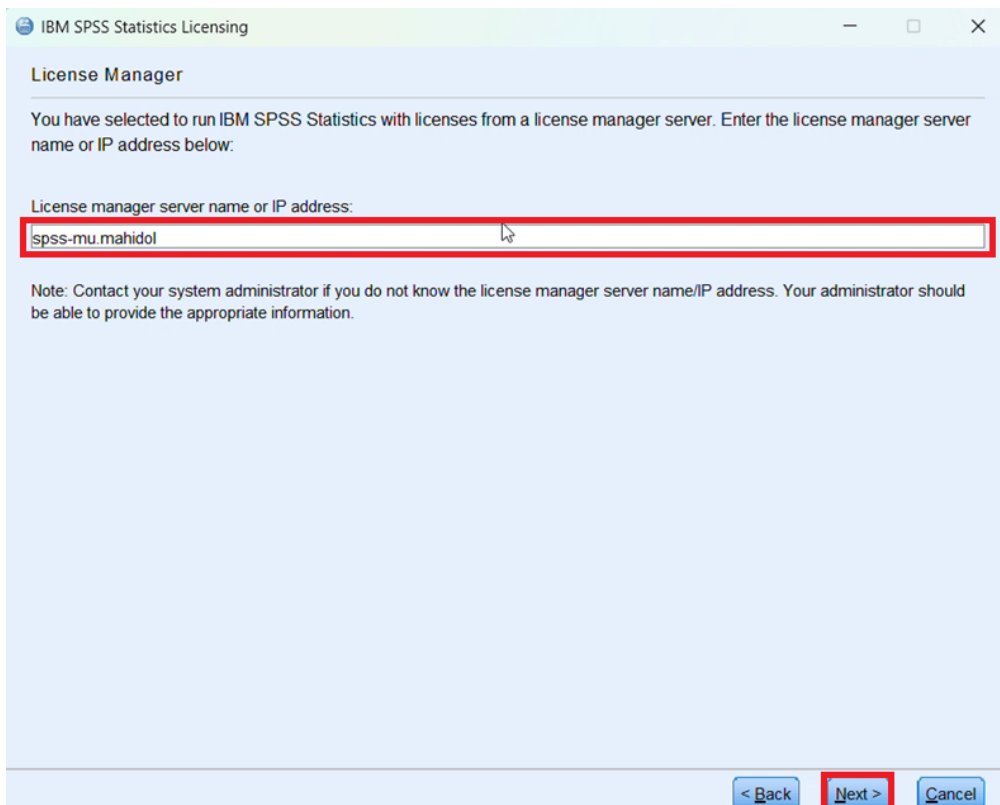 IBM SPSS Statistics Licensing
License Manager
You have selected to run IBM SPSS Statistics with licenses from a license manager server. Enter the license manager server
name or IP address below:
License manager server name or IP address:
spss-mu.mahidol
Note: Contact your system administrator if you do not know the license manager server name/IP address. Your administrator should
be able to provide the appropriate information.
< Back Next > Cancel